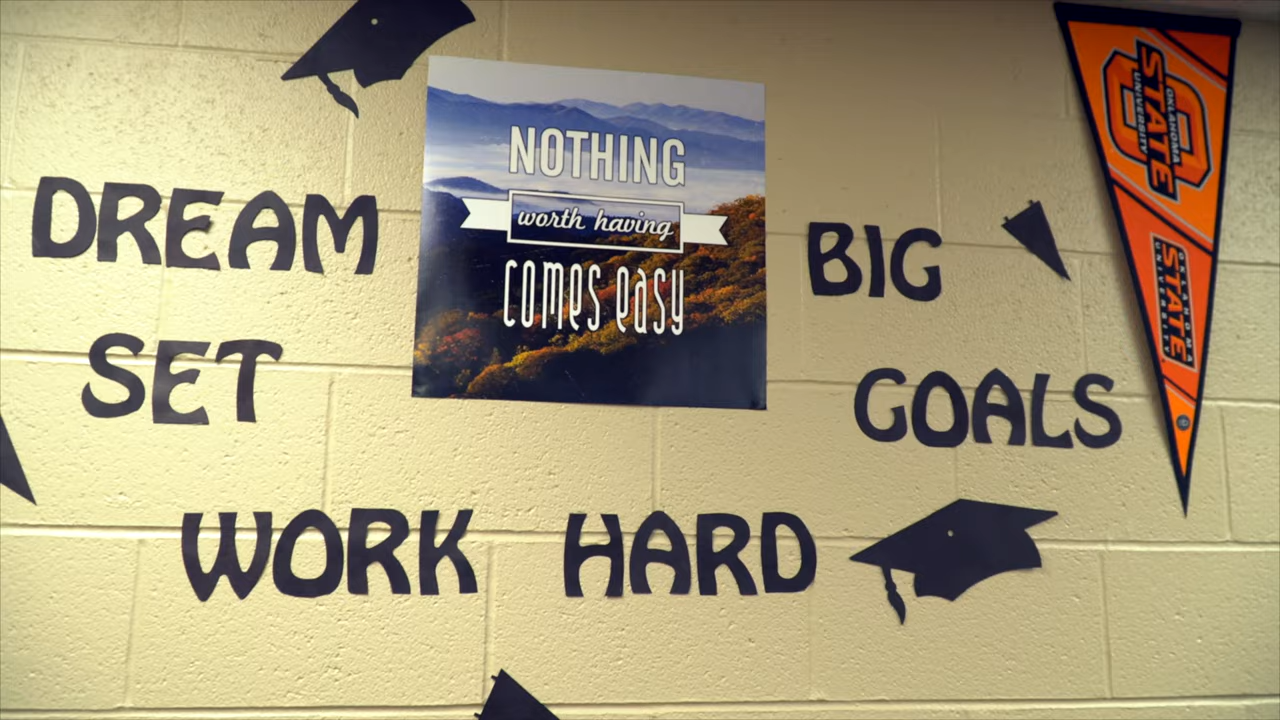 DREAM BIG
SET GOALS
WORK HARD
NOTHING
worth having
COMES EASY
OKLAHOMA
STATE
UNIVERSITY
OKLAHOMA
STATE
UNIVERSITY